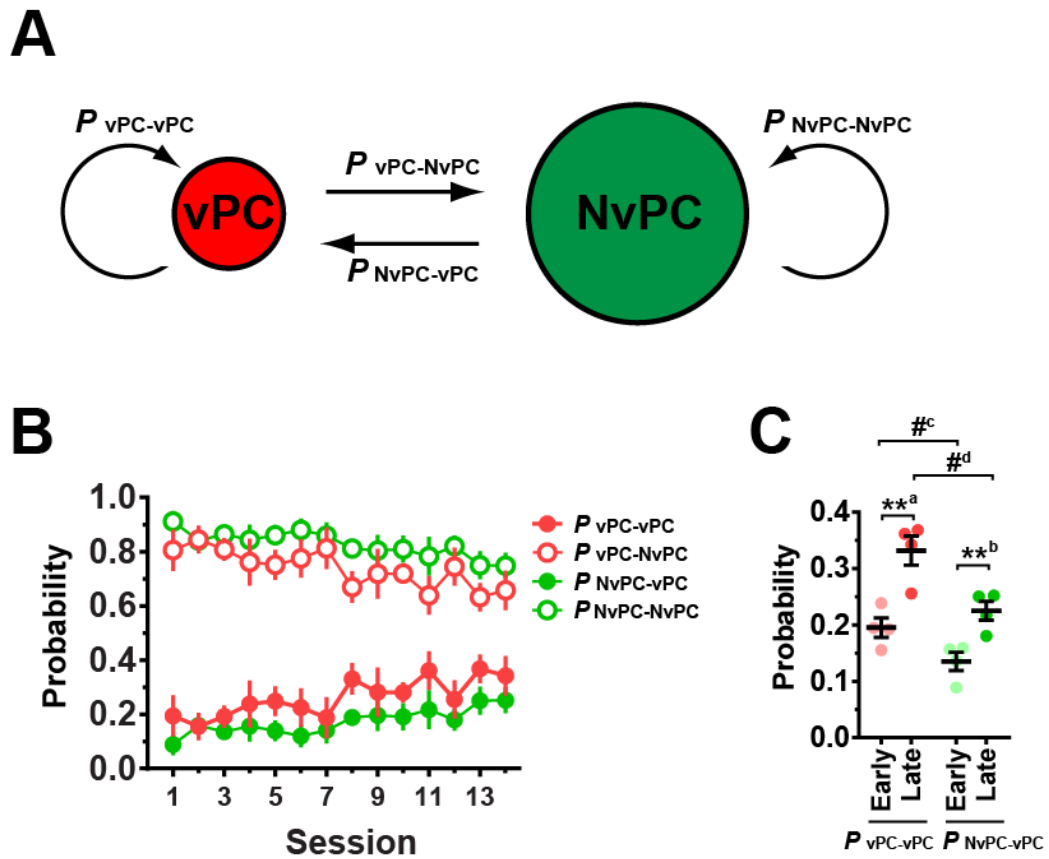 A
P vPC-vPC
P NvPC-NvPC
P vPC-NvPC
vPC
NvPC
P NvPC-vPC
B
C
#c
#d
1.0
0.8
0.6
0.4
0.2
0.0
Probability
1 3 5 7 9 11 13
Session
P vPC-vPC
P vPC-NvPC
P NvPC-vPC
P NvPC-NvPC
0.4
0.3
0.2
0.1
0.0
Probability
**a
**b
Early Late Early Late
P vPC-vPC P NvPC-vPC